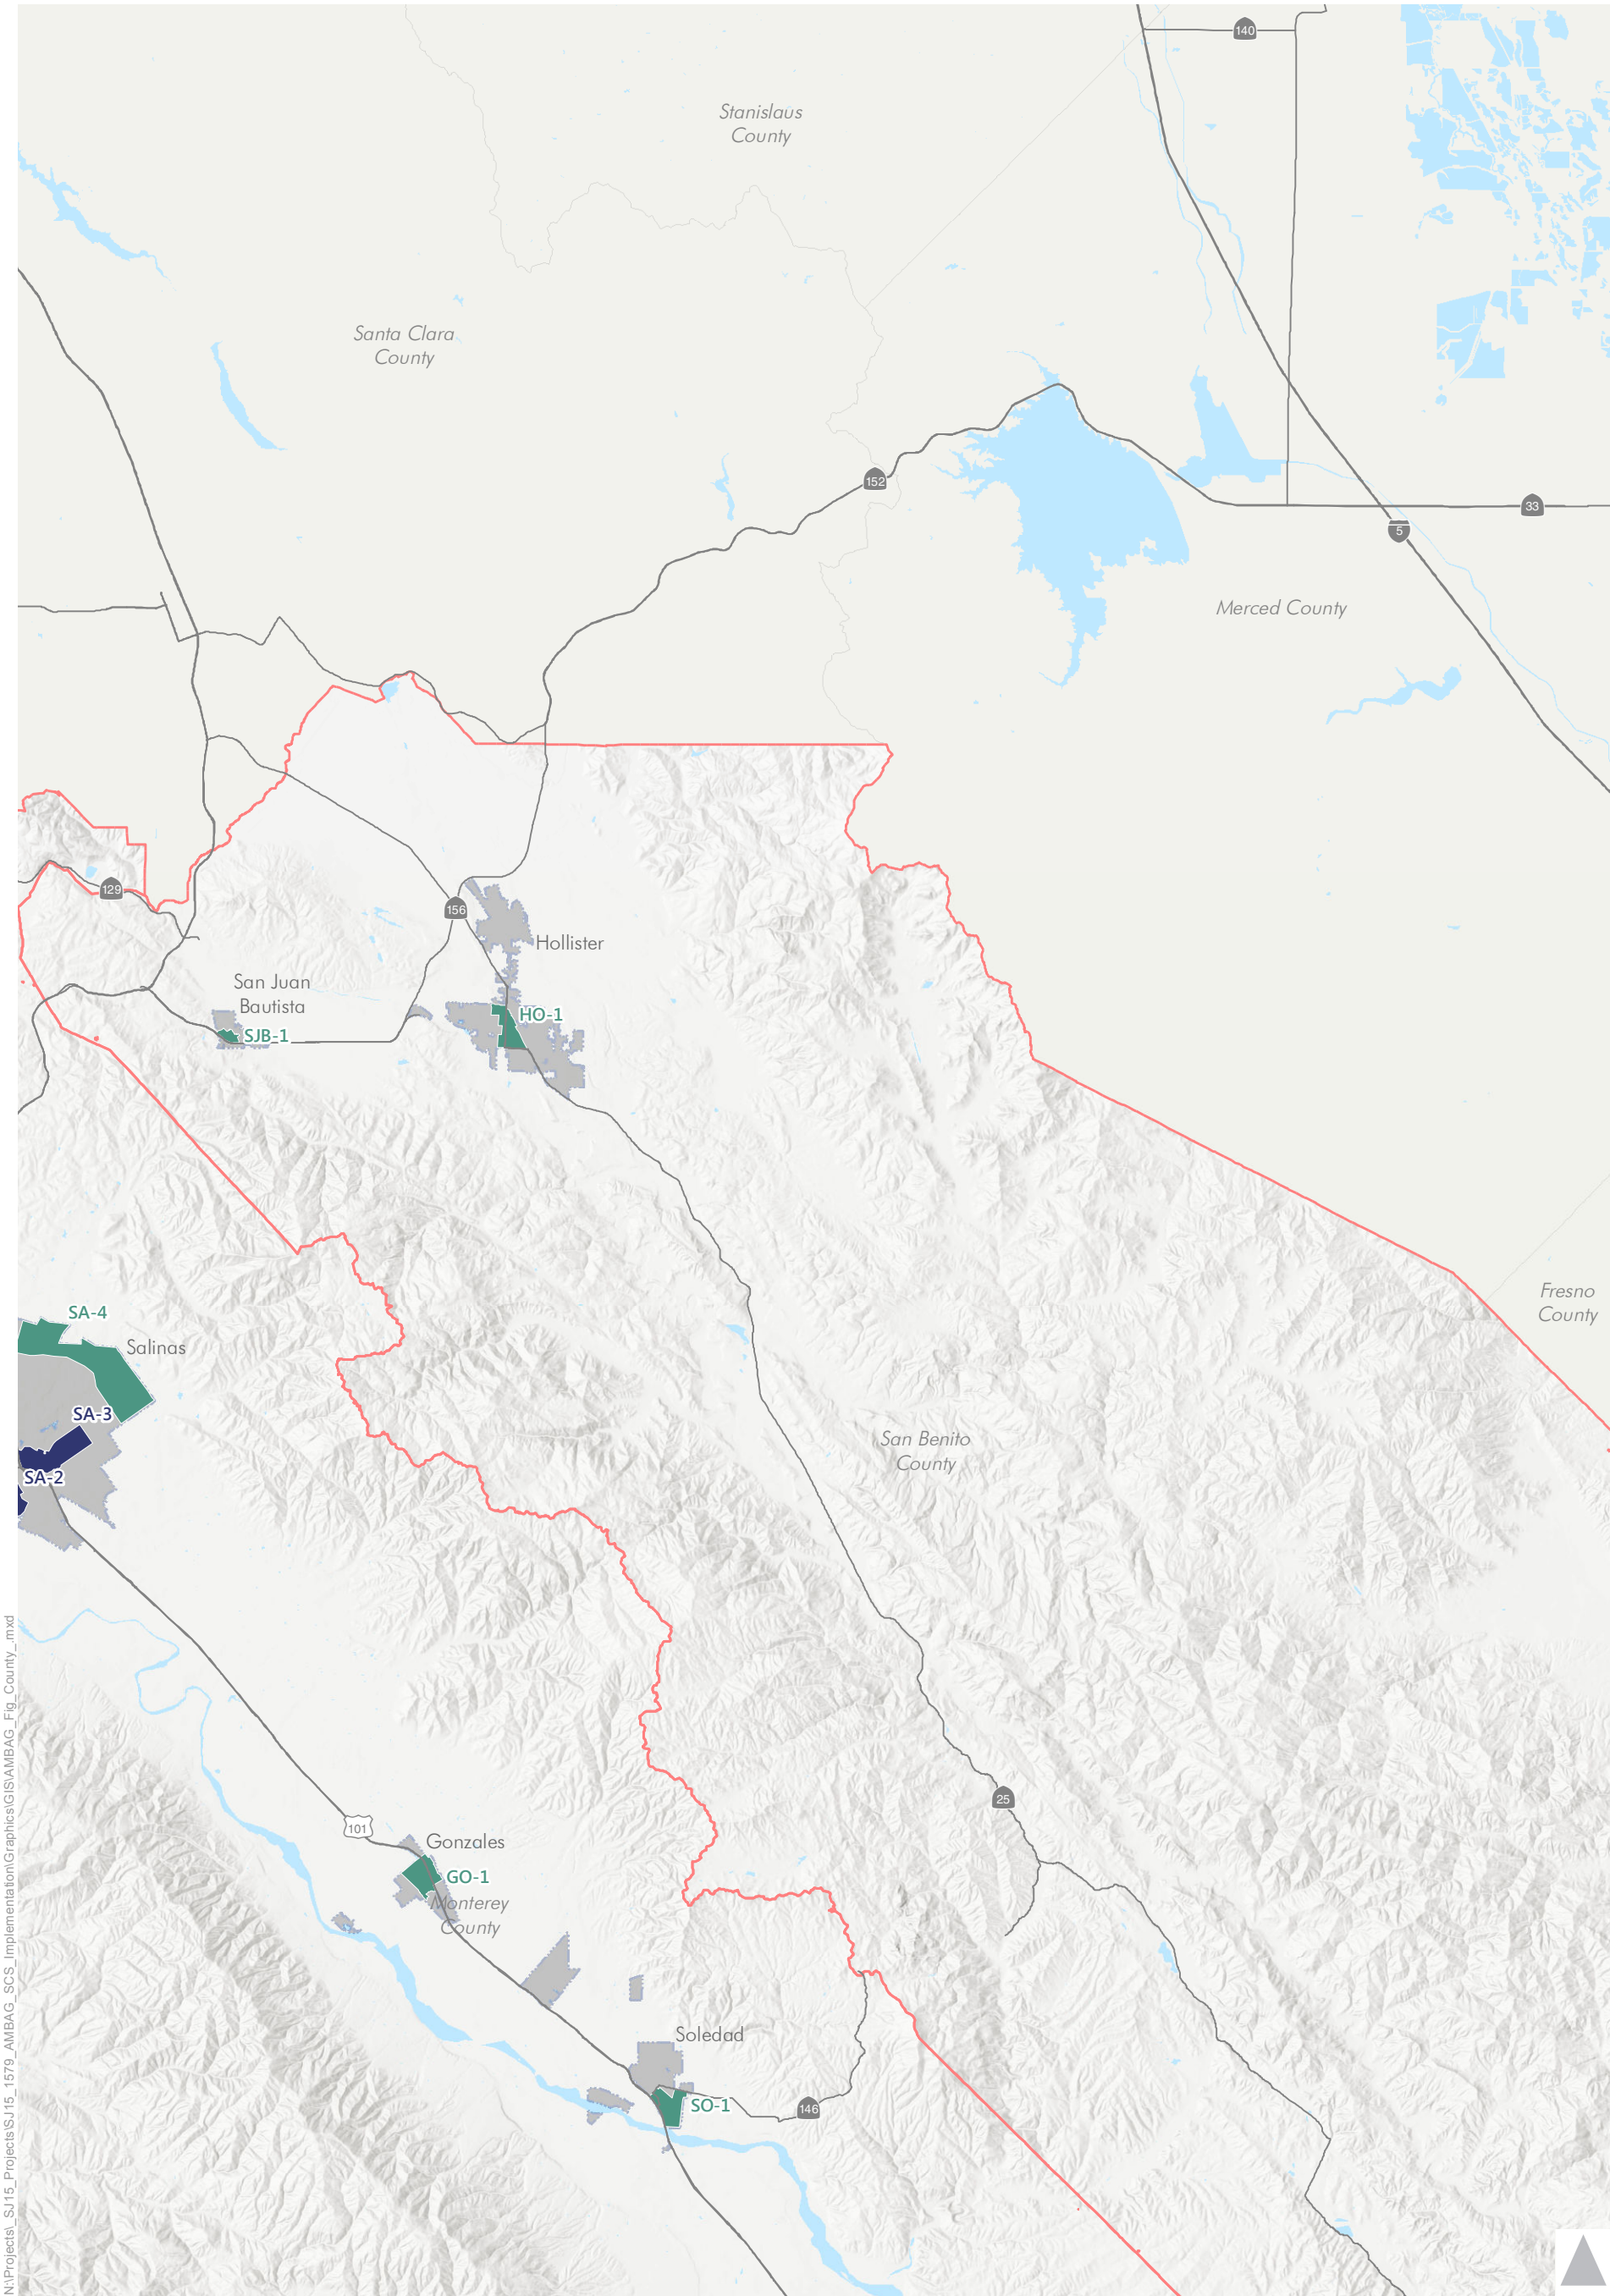 140
Stanislaus
County
Santa Clara
County
152
33
5
Merced County
129
156
Hollister
San Juan
Bautista
HO-1
SJB-1
Fresno
County
SA-4
Salinas
SA-3
San Benito
County
SA-2
25
101
Gonzales
GO-1
Monterey
County
Soledad
SO-1
146
N:\Projects\_SJ15_Projects\SJ15_1579_AMBAG_SCS_Implementation\Graphics\GIS\AMBAG_Fig_County_.mxd